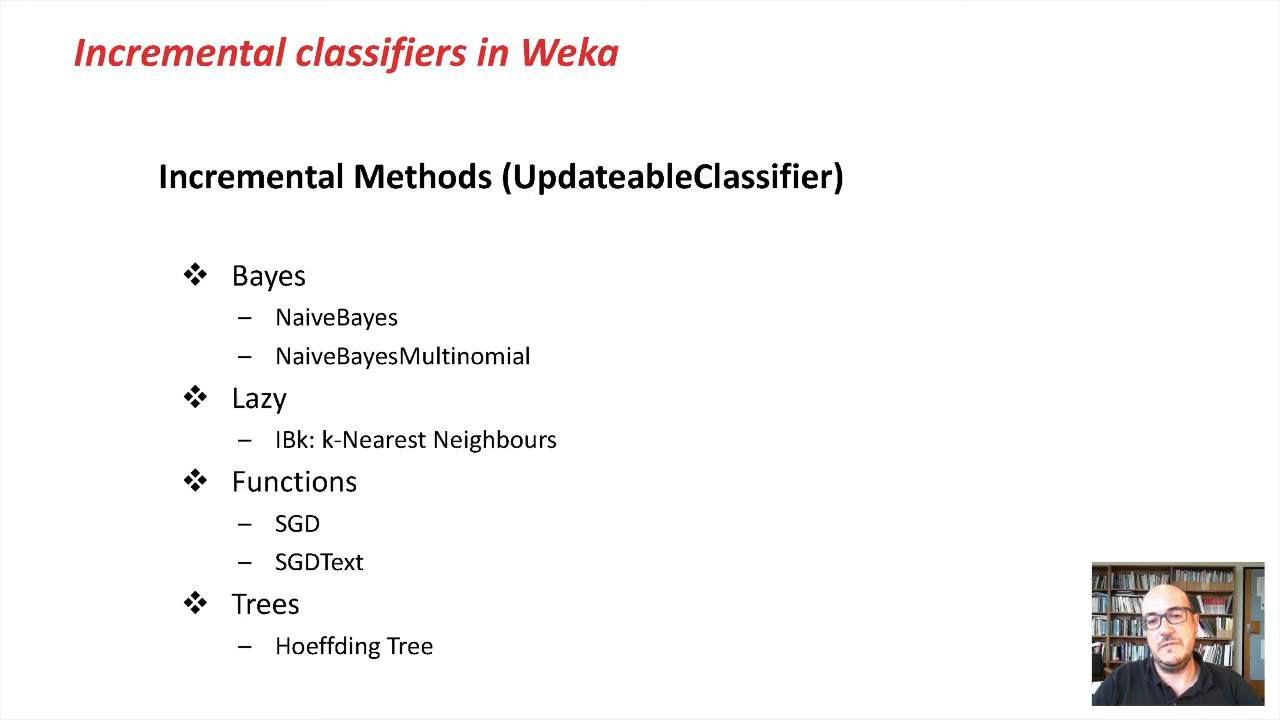 Incremental classifiers in Weka
Incremental Methods (UpdateableClassifier)
❖ Bayes
– NaiveBayes
– NaiveBayesMultinomial
❖ Lazy
– IBk: k-Nearest Neighbours
❖ Functions
– SGD
– SGDText
❖ Trees
– Hoeffding Tree